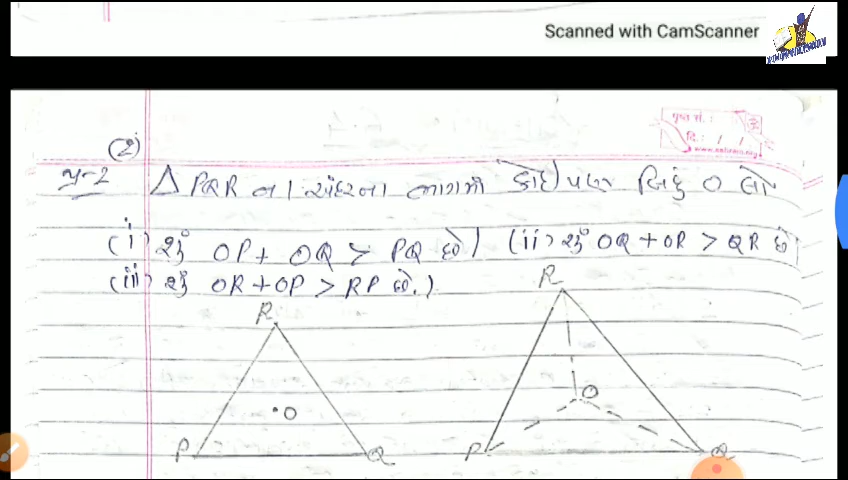 Scanned with CamScanner
पृष्ठ सं. :
दि.: / /
(2)
પ્ર-2 △ PQR ના અંદરના ભાગમાં કોઈપણ બિંદુ O લો
(i) શું OP + OQ > PQ છે? (ii) શું OQ + OR > QR છે
(iii) શું OR + OP > RP છે.?
R R
O O
P Q P Q